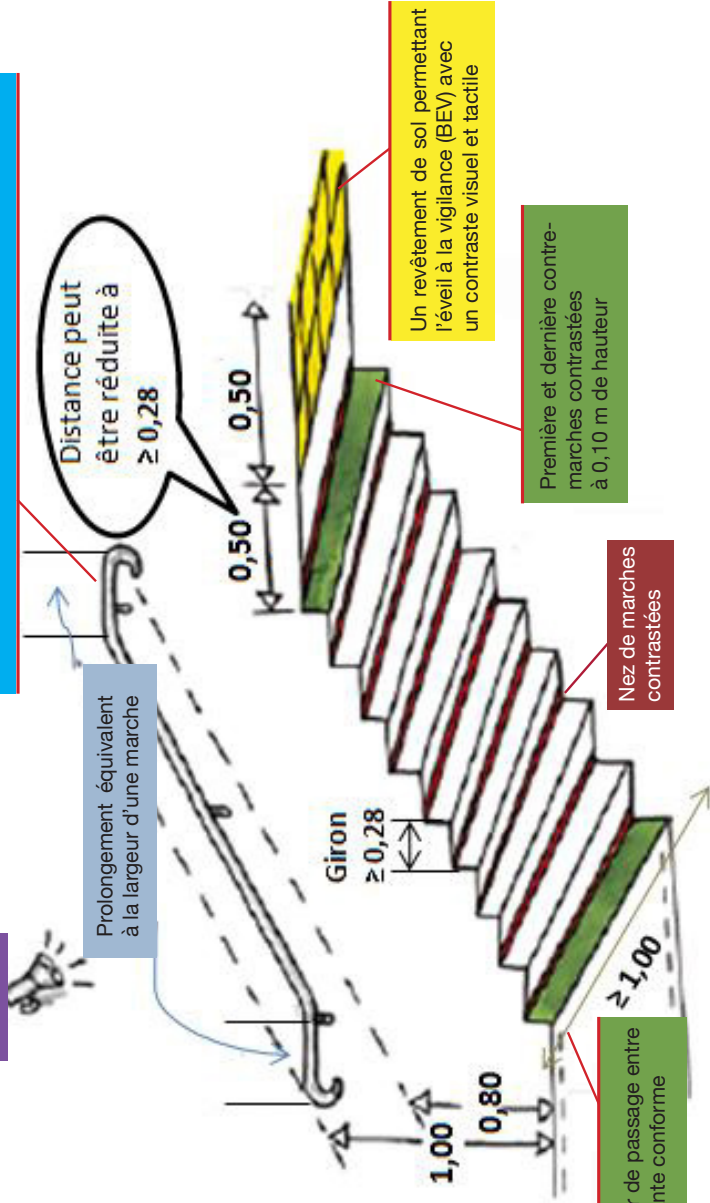 Distance peut
être réduite à
≥ 0,28
Prolongement équivalent
à la largeur d'une marche
0,50
0,50
Un revêtement de sol permettant
l'éveil à la vigilance (BEV) avec
un contraste visuel et tactile
Première et dernière contre-
marches contrastées
à 0,10 m de hauteur
Giron
≥ 0,28
Nez de marches
contrastées
1,00
0,80
≥ 1,00
de passage entre
conforme